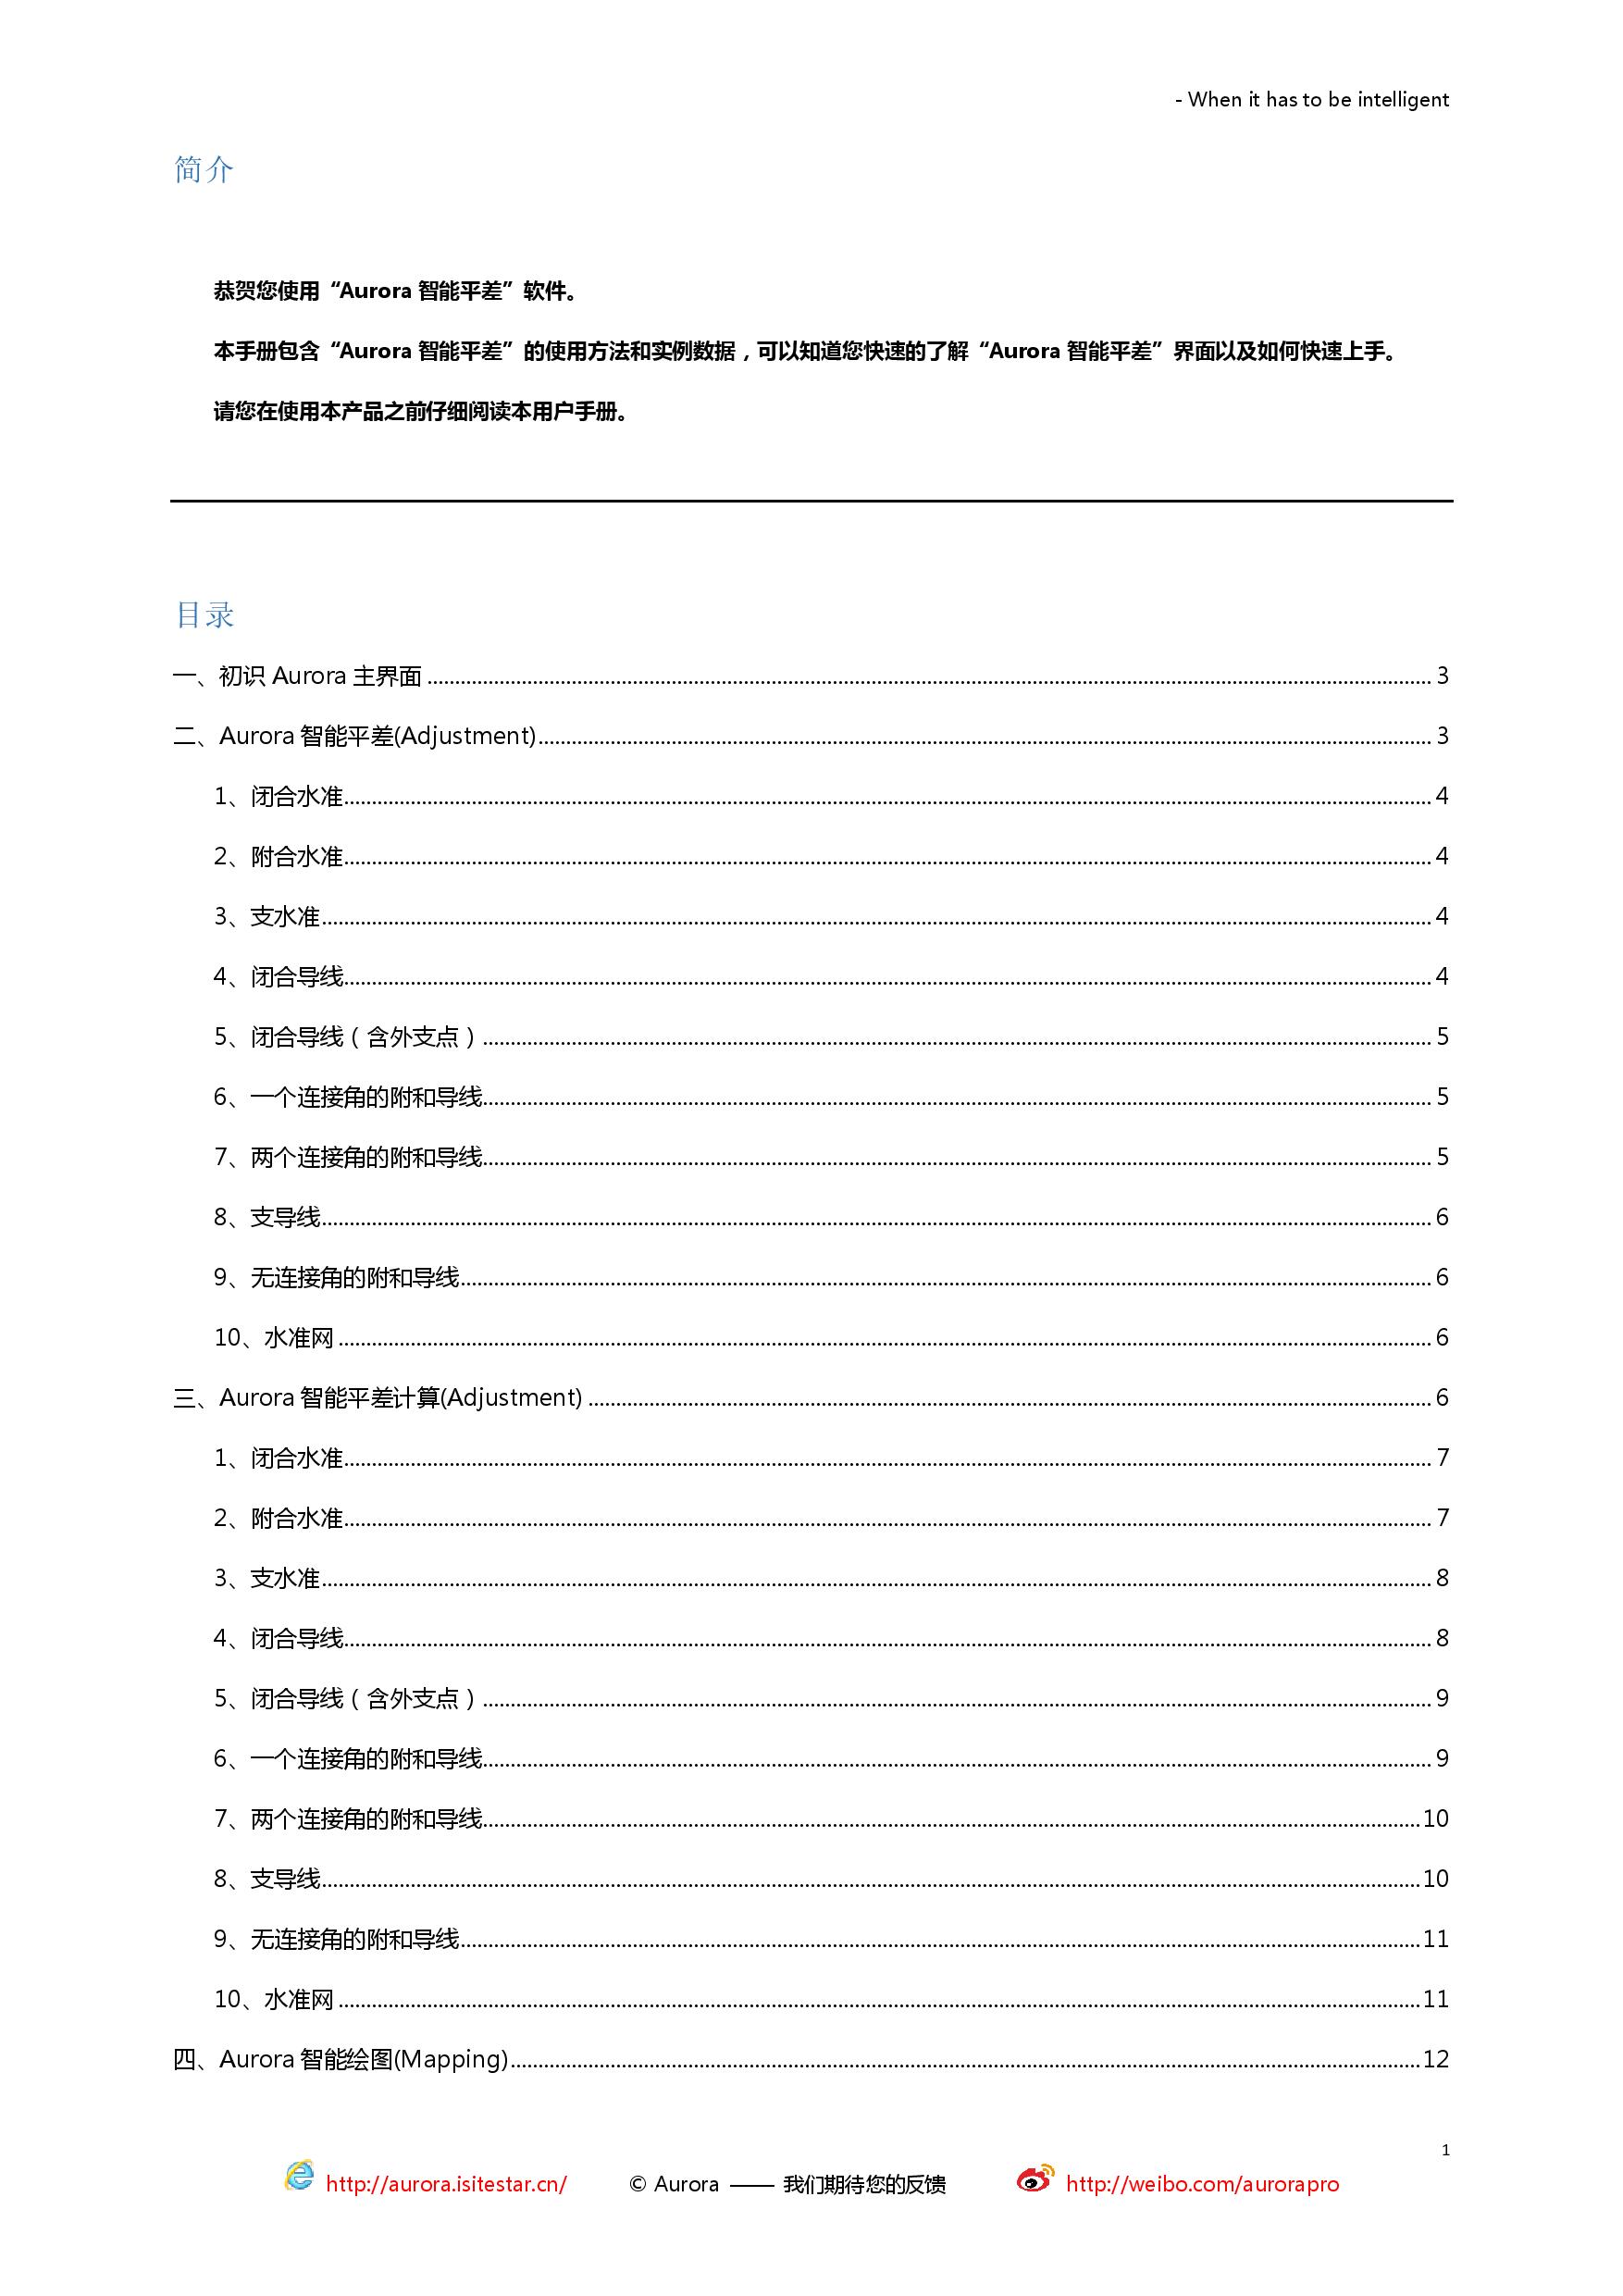 - When it has to be intelligent
简介
恭贺您使用“Aurora 智能平差”软件。
本手册包含“Aurora 智能平差”的使用方法和实例数据，可以知道您快速的了解“Aurora 智能平差”界面以及如何快速上手。
请您在使用本产品之前仔细阅读本用户手册。
目录
一、初识 Aurora 主界面 ........ 3
二、Aurora 智能平差(Adjustment) ........ 3
1、闭合水准 ........ 4
2、附合水准 ........ 4
3、支水准 ........ 4
4、闭合导线 ........ 4
5、闭合导线（含外支点） ........ 5
6、一个连接角的附和导线 ........ 5
7、两个连接角的附和导线 ........ 5
8、支导线 ........ 6
9、无连接角的附和导线 ........ 6
10、水准网 ........ 6
三、Aurora 智能平差计算(Adjustment) ........ 6
1、闭合水准 ........ 7
2、附合水准 ........ 7
3、支水准 ........ 8
4、闭合导线 ........ 8
5、闭合导线（含外支点） ........ 9
6、一个连接角的附和导线 ........ 9
7、两个连接角的附和导线 ........ 10
8、支导线 ........ 10
9、无连接角的附和导线 ........ 11
10、水准网 ........ 11
四、Aurora 智能绘图(Mapping) ........ 12
1
http://aurora.isitestar.cn/ © Aurora —— 我们期待您的反馈 http://weibo.com/aurorapro